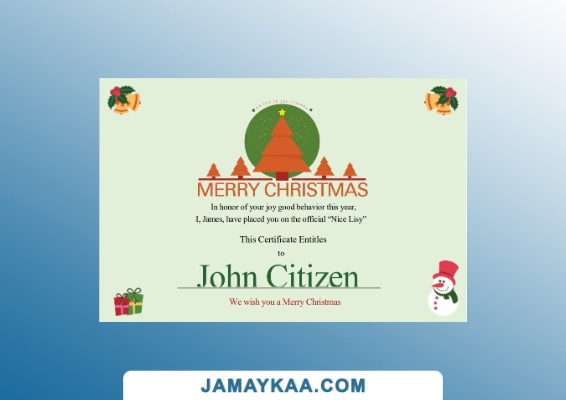 MERRY CHRISTMAS
In honor of your joy good behavior this year,
I, James, have placed you on the official “Nice Lisy”
This Certificate Entitles
to
John Citizen
We wish you a Merry Christmas
JAMAYKAA.COM